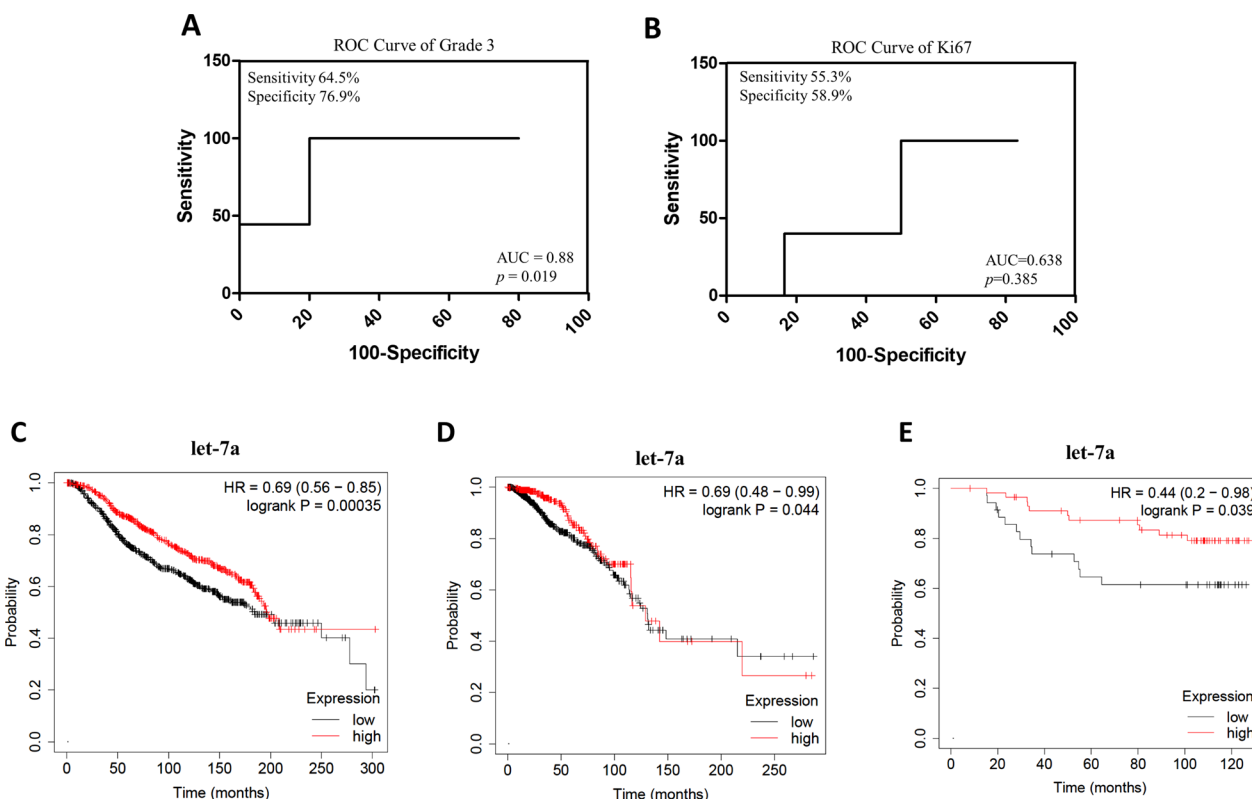 A
ROC Curve of Grade 3
150
100
50
0
Sensitivity
Sensitivity 64.5%
Specificity 76.9%
AUC = 0.88
p = 0.019
0 20 40 60 80 100
100-Specificity
B
ROC Curve of Ki67
150
100
50
0
Sensitivity
Sensitivity 55.3%
Specificity 58.9%
AUC=0.638
p=0.385
0 20 40 60 80 100
100-Specificity
C
let-7a
HR = 0.69 (0.56 − 0.85)
logrank P = 0.00035
Probability
1.0
0.8
0.6
0.4
0.2
0.0
Expression
low
high
0 50 100 150 200 250 300
Time (months)
D
let-7a
HR = 0.69 (0.48 − 0.99)
logrank P = 0.044
Probability
1.0
0.8
0.6
0.4
0.2
0.0
Expression
low
high
0 50 100 150 200 250
Time (months)
E
let-7a
HR = 0.44 (0.2 − 0.98)
logrank P = 0.039
Probability
1.0
0.8
0.6
0.4
0.2
0.0
Expression
low
high
0 20 40 60 80 100 120
Time (months)